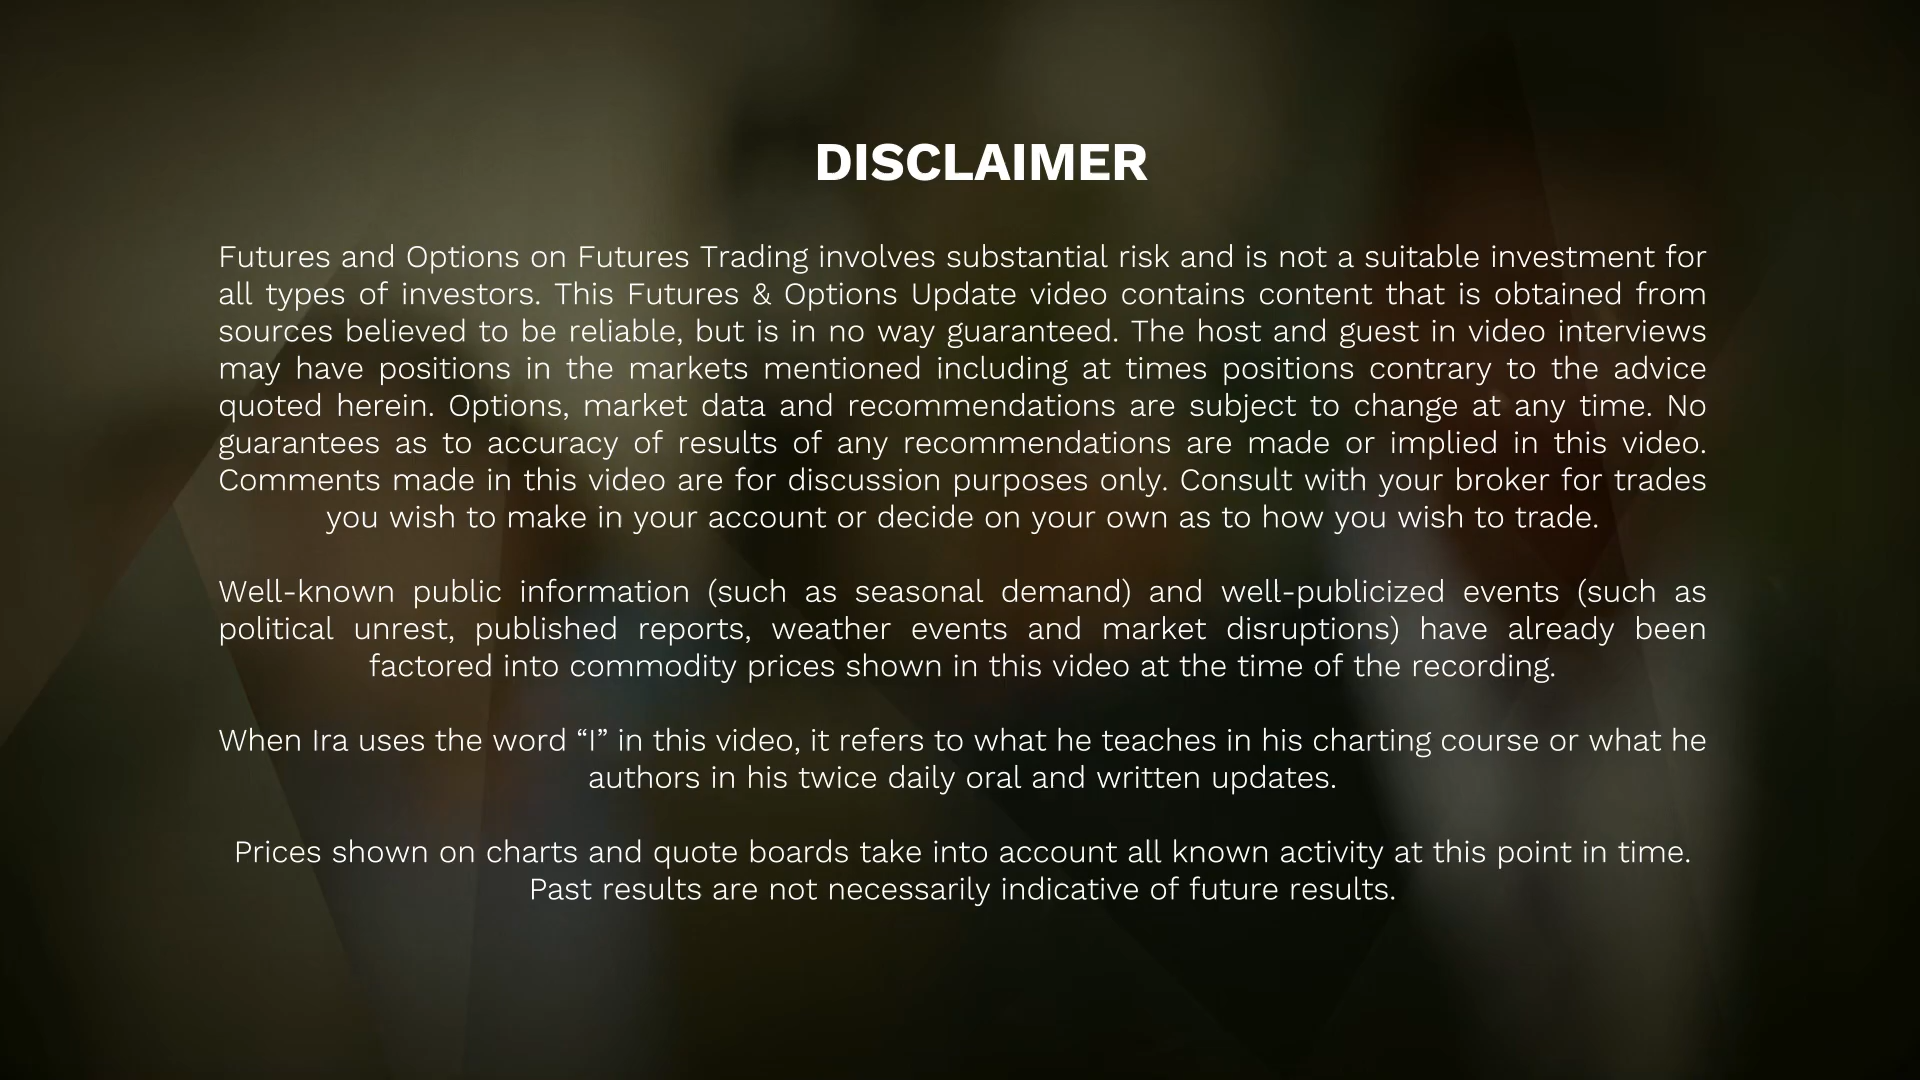 DISCLAIMER
Futures and Options on Futures Trading involves substantial risk and is not a suitable investment for
all types of investors. This Futures & Options Update video contains content that is obtained from
sources believed to be reliable, but is in no way guaranteed. The host and guest in video interviews
may have positions in the markets mentioned including at times positions contrary to the advice
quoted herein. Options, market data and recommendations are subject to change at any time. No
guarantees as to accuracy of results of any recommendations are made or implied in this video.
Comments made in this video are for discussion purposes only. Consult with your broker for trades
you wish to make in your account or decide on your own as to how you wish to trade.
Well-known public information (such as seasonal demand) and well-publicized events (such as
political unrest, published reports, weather events and market disruptions) have already been
factored into commodity prices shown in this video at the time of the recording.
When Ira uses the word “I” in this video, it refers to what he teaches in his charting course or what he
authors in his twice daily oral and written updates.
Prices shown on charts and quote boards take into account all known activity at this point in time.
Past results are not necessarily indicative of future results.